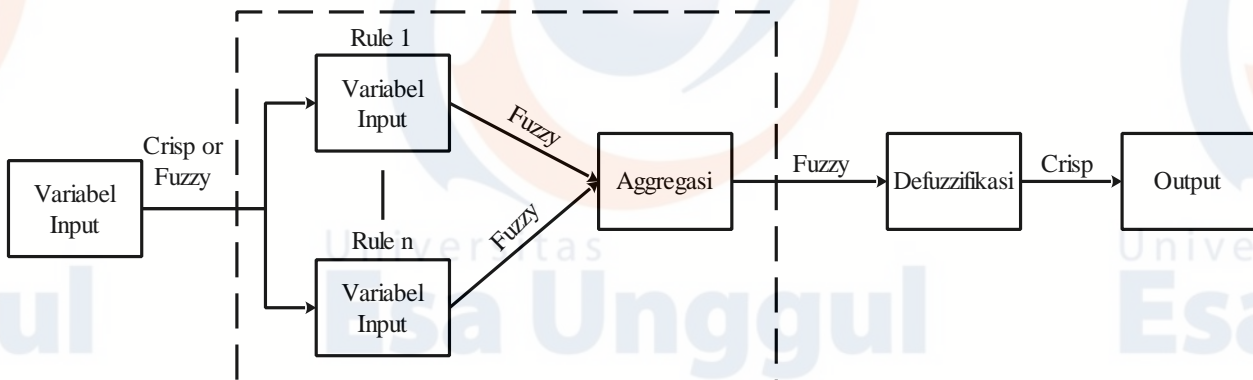 Rule 1
Variabel
Input
Crisp or
Fuzzy
Variabel
Input
Fuzzy
Fuzzy
Aggregasi
Fuzzy
Defuzzifikasi
Crisp
Output
Rule n
Variabel
Input
Universitas
Esa Unggul
Unive
Esa
ul